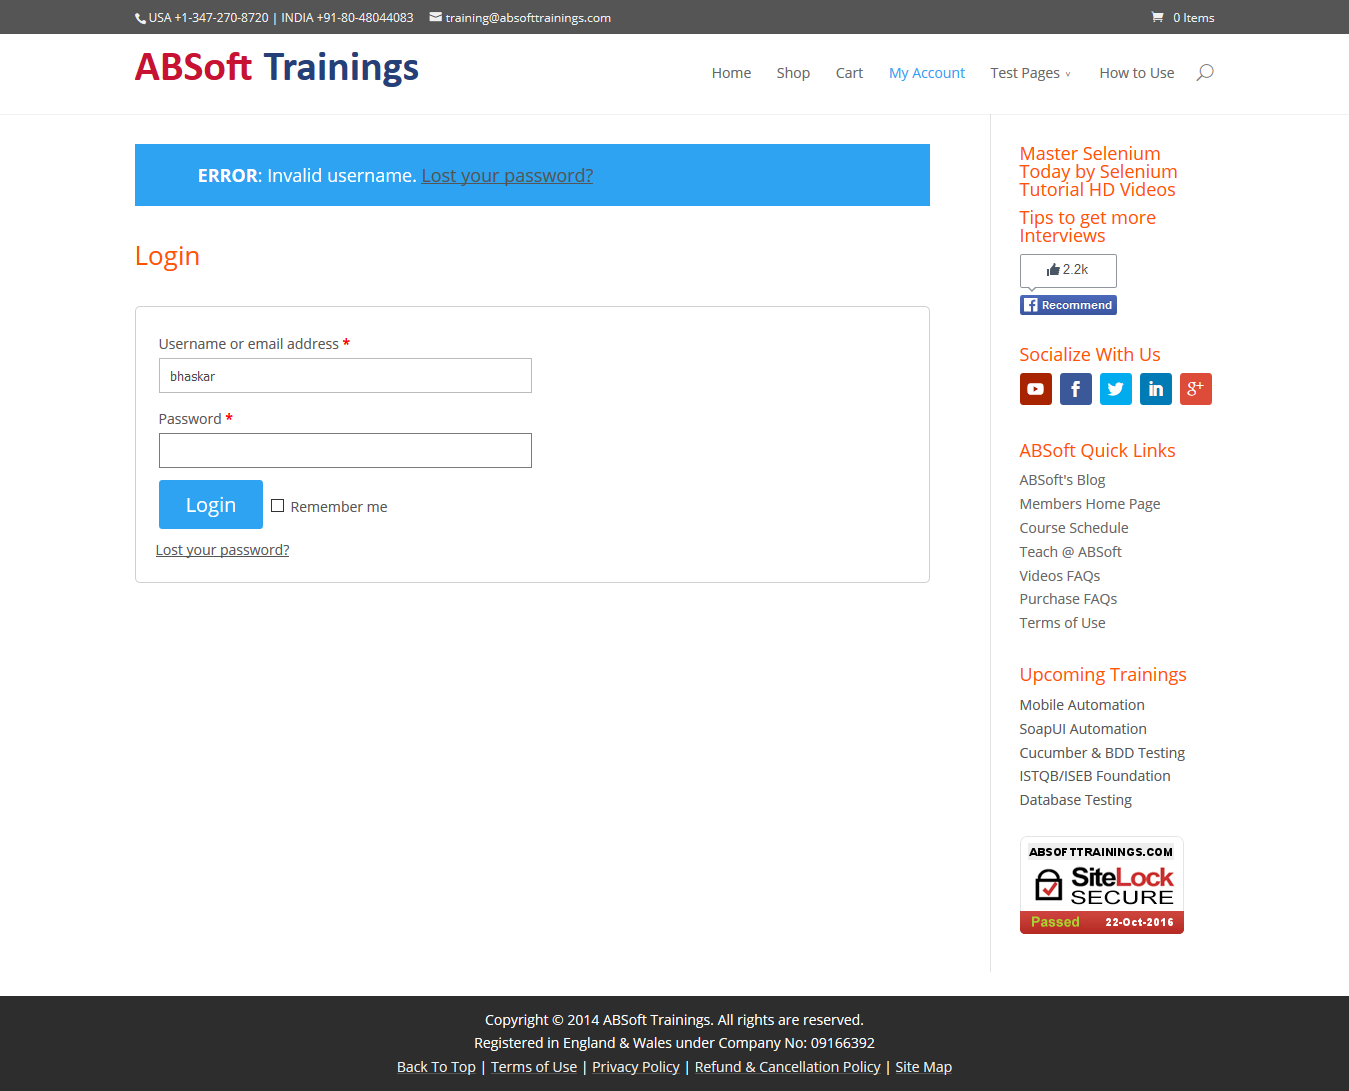 USA +1-347-270-8720 | INDIA +91-80-48044083 training@absofttrainings.com 0 Items
ABSoft Trainings
Home Shop Cart My Account Test Pages How to Use
ERROR: Invalid username. Lost your password?
Login
Username or email address *
bhaskar
Password *
Login Remember me
Lost your password?
Master Selenium
Today by Selenium
Tutorial HD Videos
Tips to get more
Interviews
2.2k
Recommend
Socialize With Us
f in g+
ABSoft Quick Links
ABSoft's Blog
Members Home Page
Course Schedule
Teach @ ABSoft
Videos FAQs
Purchase FAQs
Terms of Use
Upcoming Trainings
Mobile Automation
SoapUI Automation
Cucumber & BDD Testing
ISTQB/ISEB Foundation
Database Testing
ABSOFTTRAININGS.COM
SiteLock
SECURE
Passed 22-Oct-2016
Copyright © 2014 ABSoft Trainings. All rights are reserved.
Registered in England & Wales under Company No: 09166392
Back To Top | Terms of Use | Privacy Policy | Refund & Cancellation Policy | Site Map